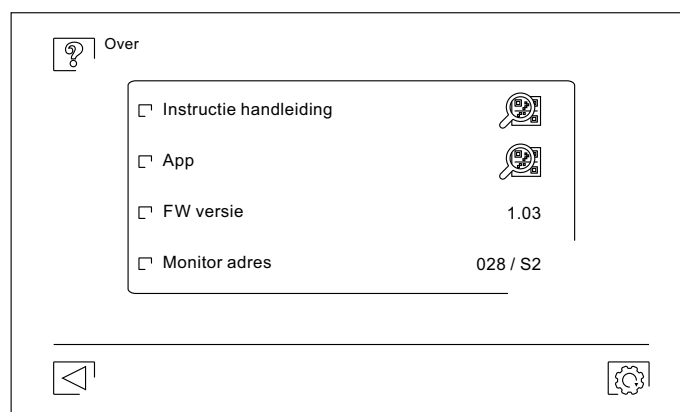 Over
Instructie handleiding
App
FW versie 1.03
Monitor adres 028 / S2